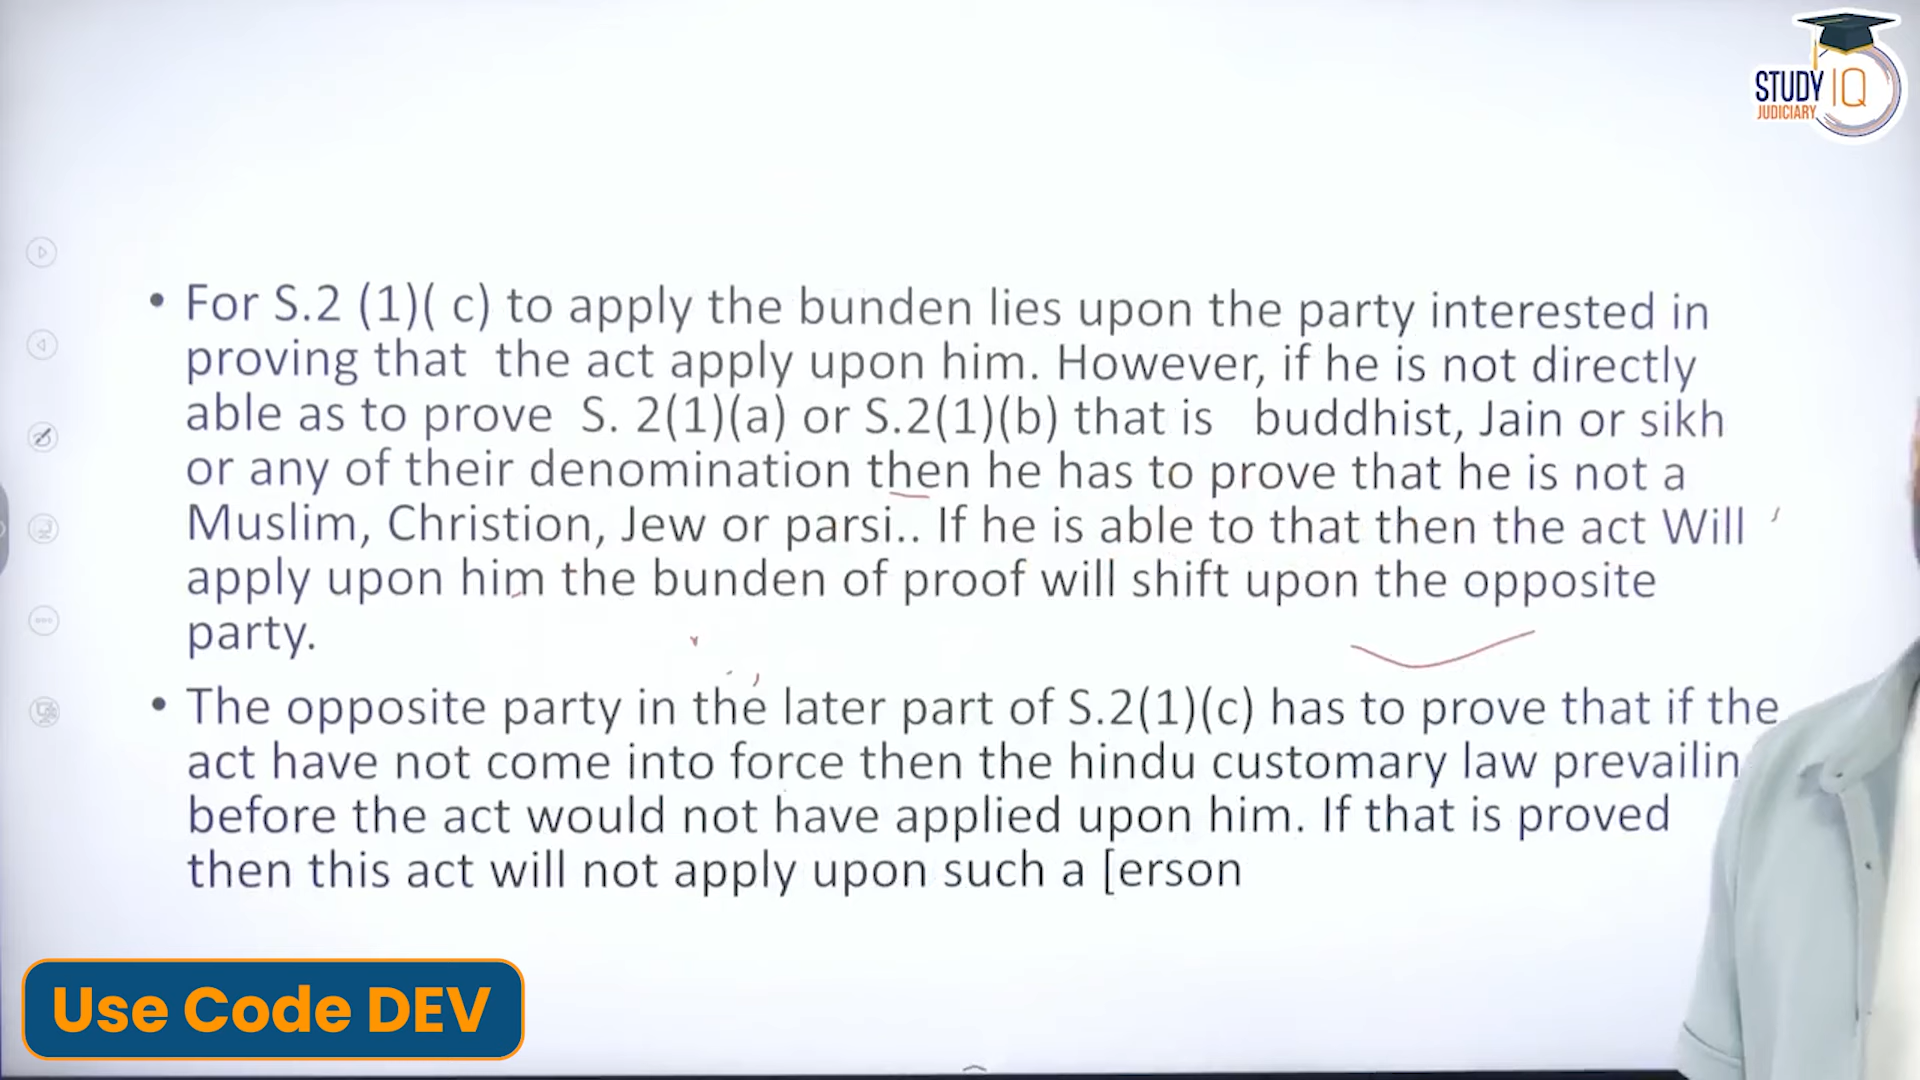 STUDY IQ
JUDICIARY
• For S.2 (1)( c) to apply the bunden lies upon the party interested in
proving that the act apply upon him. However, if he is not directly
able as to prove S. 2(1)(a) or S.2(1)(b) that is buddhist, Jain or sikh
or any of their denomination then he has to prove that he is not a
Muslim, Christion, Jew or parsi.. If he is able to that then the act Will
apply upon him the bunden of proof will shift upon the opposite
party.
• The opposite party in the later part of S.2(1)(c) has to prove that if the
act have not come into force then the hindu customary law prevailin
before the act would not have applied upon him. If that is proved
then this act will not apply upon such a [erson
Use Code DEV